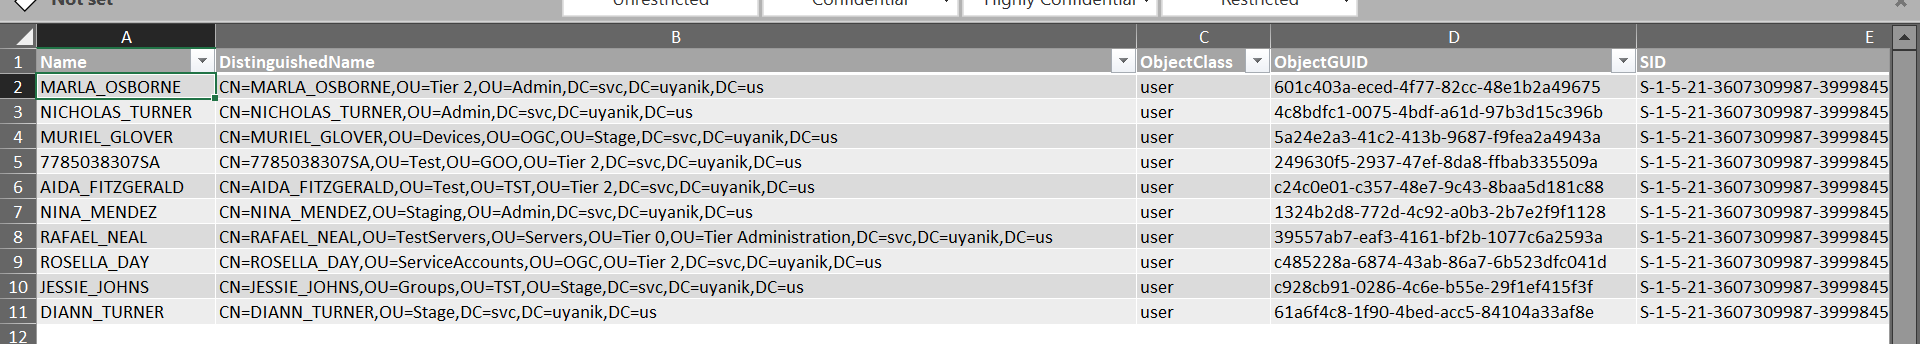 Not set Unrestricted Confidential Highly Confidential Restricted
A B C D E
1 Name DistinguishedName ObjectClass ObjectGUID SID
2 MARLA_OSBORNE CN=MARLA_OSBORNE,OU=Tier 2,OU=Admin,DC=svc,DC=uyanik,DC=us user 601c403a-eced-4f77-82cc-48e1b2a49675 S-1-5-21-3607309987-3999845
3 NICHOLAS_TURNER CN=NICHOLAS_TURNER,OU=Admin,DC=svc,DC=uyanik,DC=us user 4c8bdfc1-0075-4bdf-a61d-97b3d15c396b S-1-5-21-3607309987-3999845
4 MURIEL_GLOVER CN=MURIEL_GLOVER,OU=Devices,OU=OGC,OU=Stage,DC=svc,DC=uyanik,DC=us user 5a24e2a3-41c2-413b-9687-f9fea2a4943a S-1-5-21-3607309987-3999845
5 7785038307SA CN=7785038307SA,OU=Test,OU=GOO,OU=Tier 2,DC=svc,DC=uyanik,DC=us user 249630f5-2937-47ef-8da8-ffbab335509a S-1-5-21-3607309987-3999845
6 AIDA_FITZGERALD CN=AIDA_FITZGERALD,OU=Test,OU=TST,OU=Tier 2,DC=svc,DC=uyanik,DC=us user c24c0e01-c357-48e7-9c43-8baa5d181c88 S-1-5-21-3607309987-3999845
7 NINA_MENDEZ CN=NINA_MENDEZ,OU=Staging,OU=Admin,DC=svc,DC=uyanik,DC=us user 1324b2d8-772d-4c92-a0b3-2b7e2f9f1128 S-1-5-21-3607309987-3999845
8 RAFAEL_NEAL CN=RAFAEL_NEAL,OU=TestServers,OU=Servers,OU=Tier 0,OU=Tier Administration,DC=svc,DC=uyanik,DC=us user 39557ab7-eaf3-4161-bf2b-1077c6a2593a S-1-5-21-3607309987-3999845
9 ROSELLA_DAY CN=ROSELLA_DAY,OU=ServiceAccounts,OU=OGC,OU=Tier 2,DC=svc,DC=uyanik,DC=us user c485228a-6874-43ab-86a7-6b523dfc041d S-1-5-21-3607309987-3999845
10 JESSIE_JOHNS CN=JESSIE_JOHNS,OU=Groups,OU=TST,OU=Stage,DC=svc,DC=uyanik,DC=us user c928cb91-0286-4c6e-b55e-29f1ef415f3f S-1-5-21-3607309987-3999845
11 DIANN_TURNER CN=DIANN_TURNER,OU=Stage,DC=svc,DC=uyanik,DC=us user 61a6f4c8-1f90-4bed-acc5-84104a33af8e S-1-5-21-3607309987-3999845
12